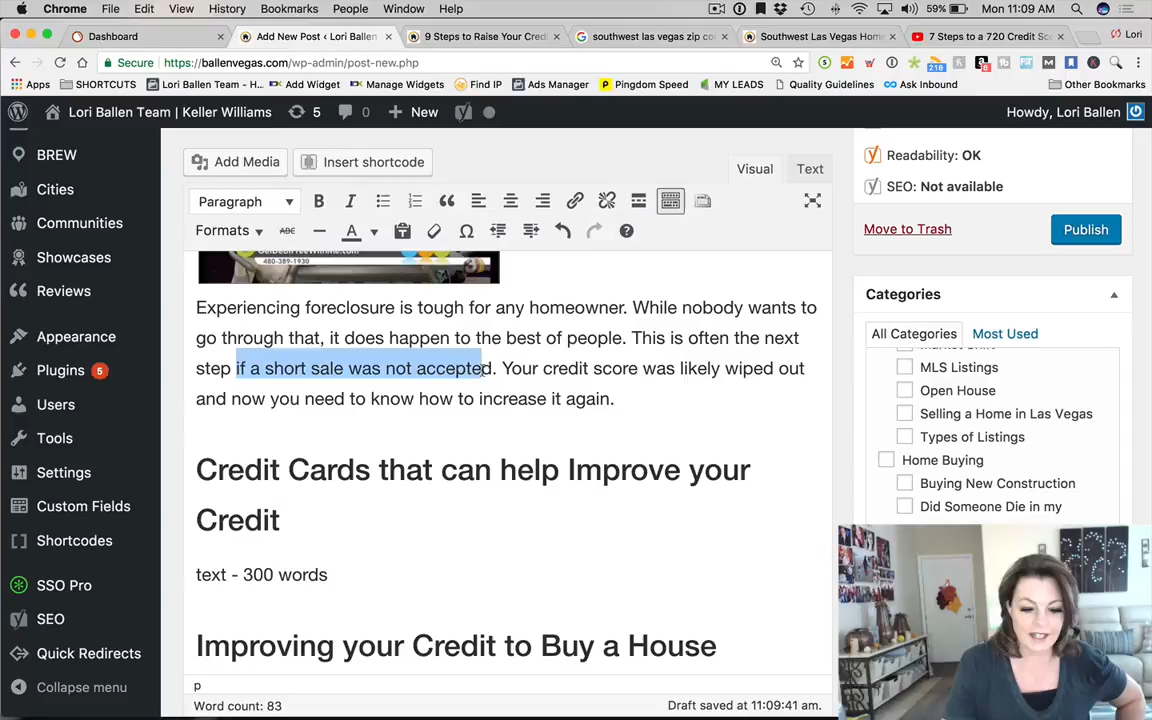 Chrome File Edit View History Bookmarks People Window Help 59% Mon 11:09 AM
Dashboard × Add New Post ‹ Lori Ballen × 9 Steps to Raise Your Credi × southwest las vegas zip co × Southwest Las Vegas Home × 7 Steps to a 720 Credit Sc × Lori
Secure https://ballenvegas.com/wp-admin/post-new.php
Apps SHORTCUTS Lori Ballen Team | - H... Add Widget Manage Widgets Find IP Ads Manager Pingdom Speed MY LEADS Quality Guidelines Ask Inbound Other Bookmarks
218
Lori Ballen Team | Keller Williams 5 0 + New Howdy, Lori Ballen
BREW
Cities
Communities
Showcases
Reviews
Appearance
Plugins 5
Users
Tools
Settings
Custom Fields
Shortcodes
SSO Pro
SEO
Quick Redirects
Collapse menu
Add Media Insert shortcode
Visual Text
Paragraph
Formats ABC A
480-389-1930
Experiencing foreclosure is tough for any homeowner. While nobody wants to
go through that, it does happen to the best of people. This is often the next
step if a short sale was not accepted. Your credit score was likely wiped out
and now you need to know how to increase it again.
Credit Cards that can help Improve your
Credit
text - 300 words
Improving your Credit to Buy a House
p
Word count: 83 Draft saved at 11:09:41 am.
Readability: OK
SEO: Not available
Move to Trash Publish
Categories
All Categories Most Used
MLS Listings
Open House
Selling a Home in Las Vegas
Types of Listings
Home Buying
Buying New Construction
Did Someone Die in my